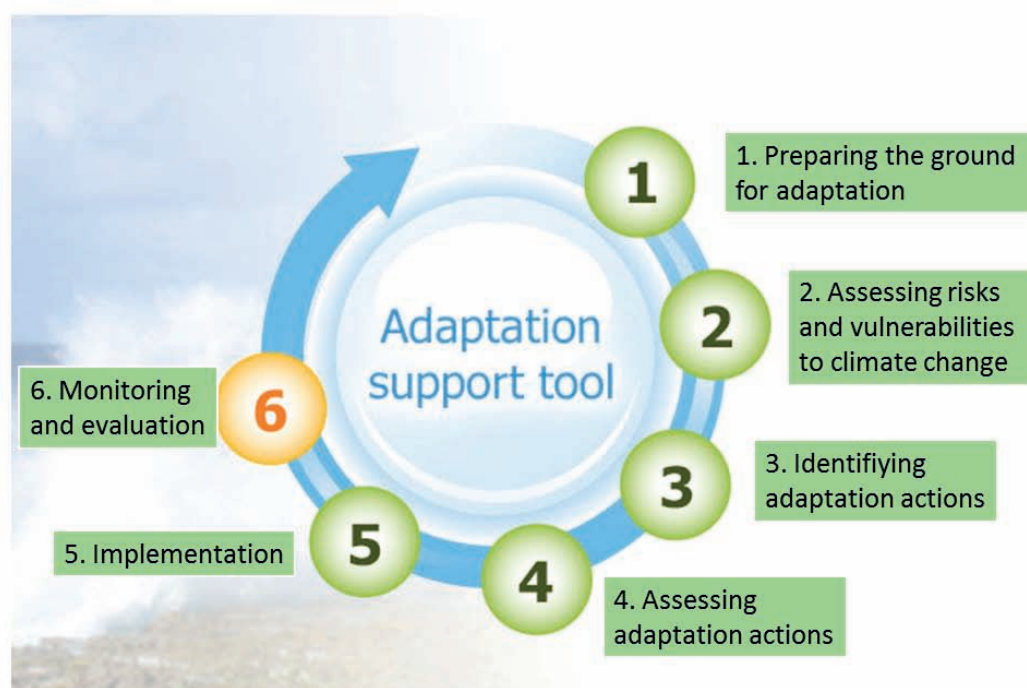 1
1. Preparing the ground
for adaptation
2
2. Assessing risks
and vulnerabilities
to climate change
Adaptation
support tool
6. Monitoring
and evaluation
6
3
3. Identifiying
adaptation actions
5. Implementation
5
4
4. Assessing
adaptation actions